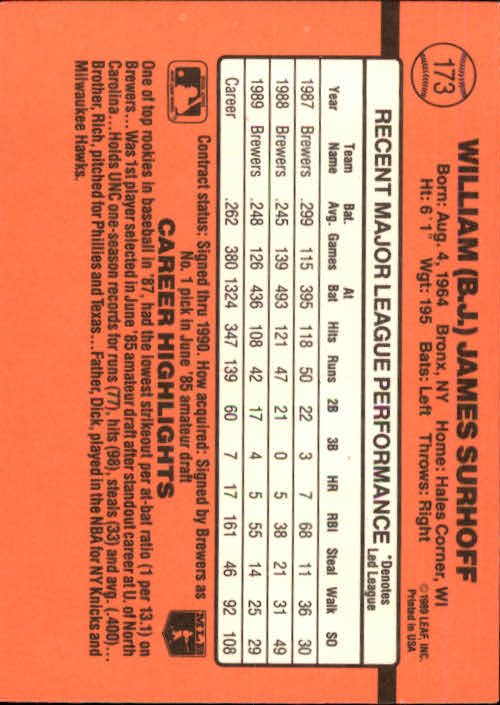 173
WILLIAM (B.J.) JAMES SURHOFF
Born: Aug. 4, 1964 Bronx, NY Home: Hales Corner, WI
Ht: 6'1" Wgt: 195 Bats: Left Throws: Right
©1989 LEAF, INC.
Printed in USA
RECENT MAJOR LEAGUE PERFORMANCE *Denotes Led League
Year Team Name Bat. Avg. Games At Bat Hits Runs 2B 3B HR RBI Steal Walk SO
1987 Brewers .299 115 395 118 50 22 3 7 68 11 36 30
1988 Brewers .245 139 493 121 47 21 0 5 38 21 31 49
1989 Brewers .248 126 436 108 42 17 4 5 55 14 25 29
Career .262 380 1324 347 139 60 7 17 161 46 92 108
Contract status: Signed thru 1990. How acquired: Signed by Brewers as
No. 1 pick in June '85 amateur draft
MLB
CAREER HIGHLIGHTS
One of top rookies in baseball in '87, had the lowest strikeout per at-bat ratio (1 per 13.1) on
Brewers...Was 1st player selected in June '85 amateur draft after standout career at U. of North
Carolina...Holds UNC one-season records for runs (77), hits (98), steals (33) and avg. (.400)...
Brother, Rich, pitched for Phillies and Texas...Father, Dick, played in the NBA for NY Knicks and
Milwaukee Hawks.